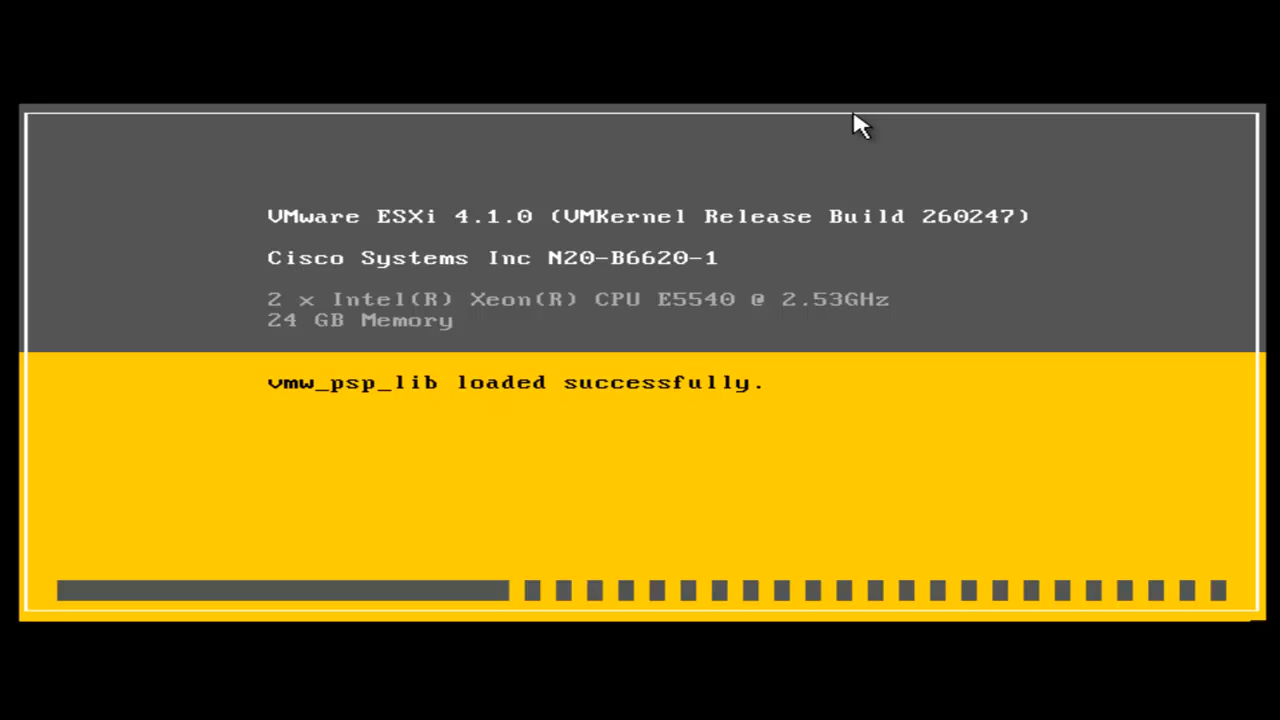 VMware ESXi 4.1.0 (VMKernel Release Build 260247)
Cisco Systems Inc N20-B6620-1
2 x Intel(R) Xeon(R) CPU E5540 @ 2.53GHz
24 GB Memory
vmw_psp_lib loaded successfully.